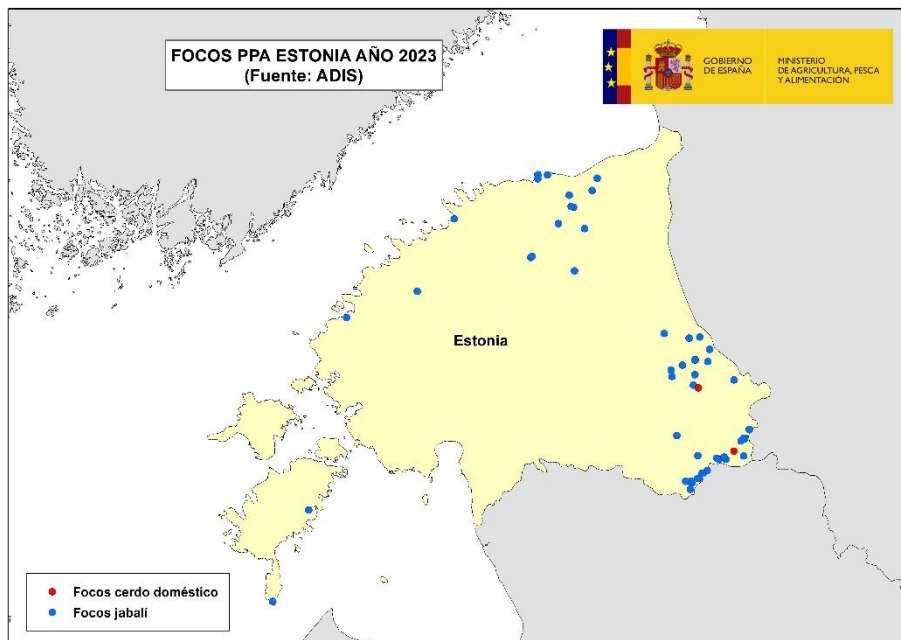 FOCOS PPA ESTONIA AÑO 2023
(Fuente: ADIS)
GOBIERNO
DE ESPAÑA
MINISTERIO
DE AGRICULTURA, PESCA
Y ALIMENTACIÓN
Estonia
Focos cerdo doméstico
Focos jabalí